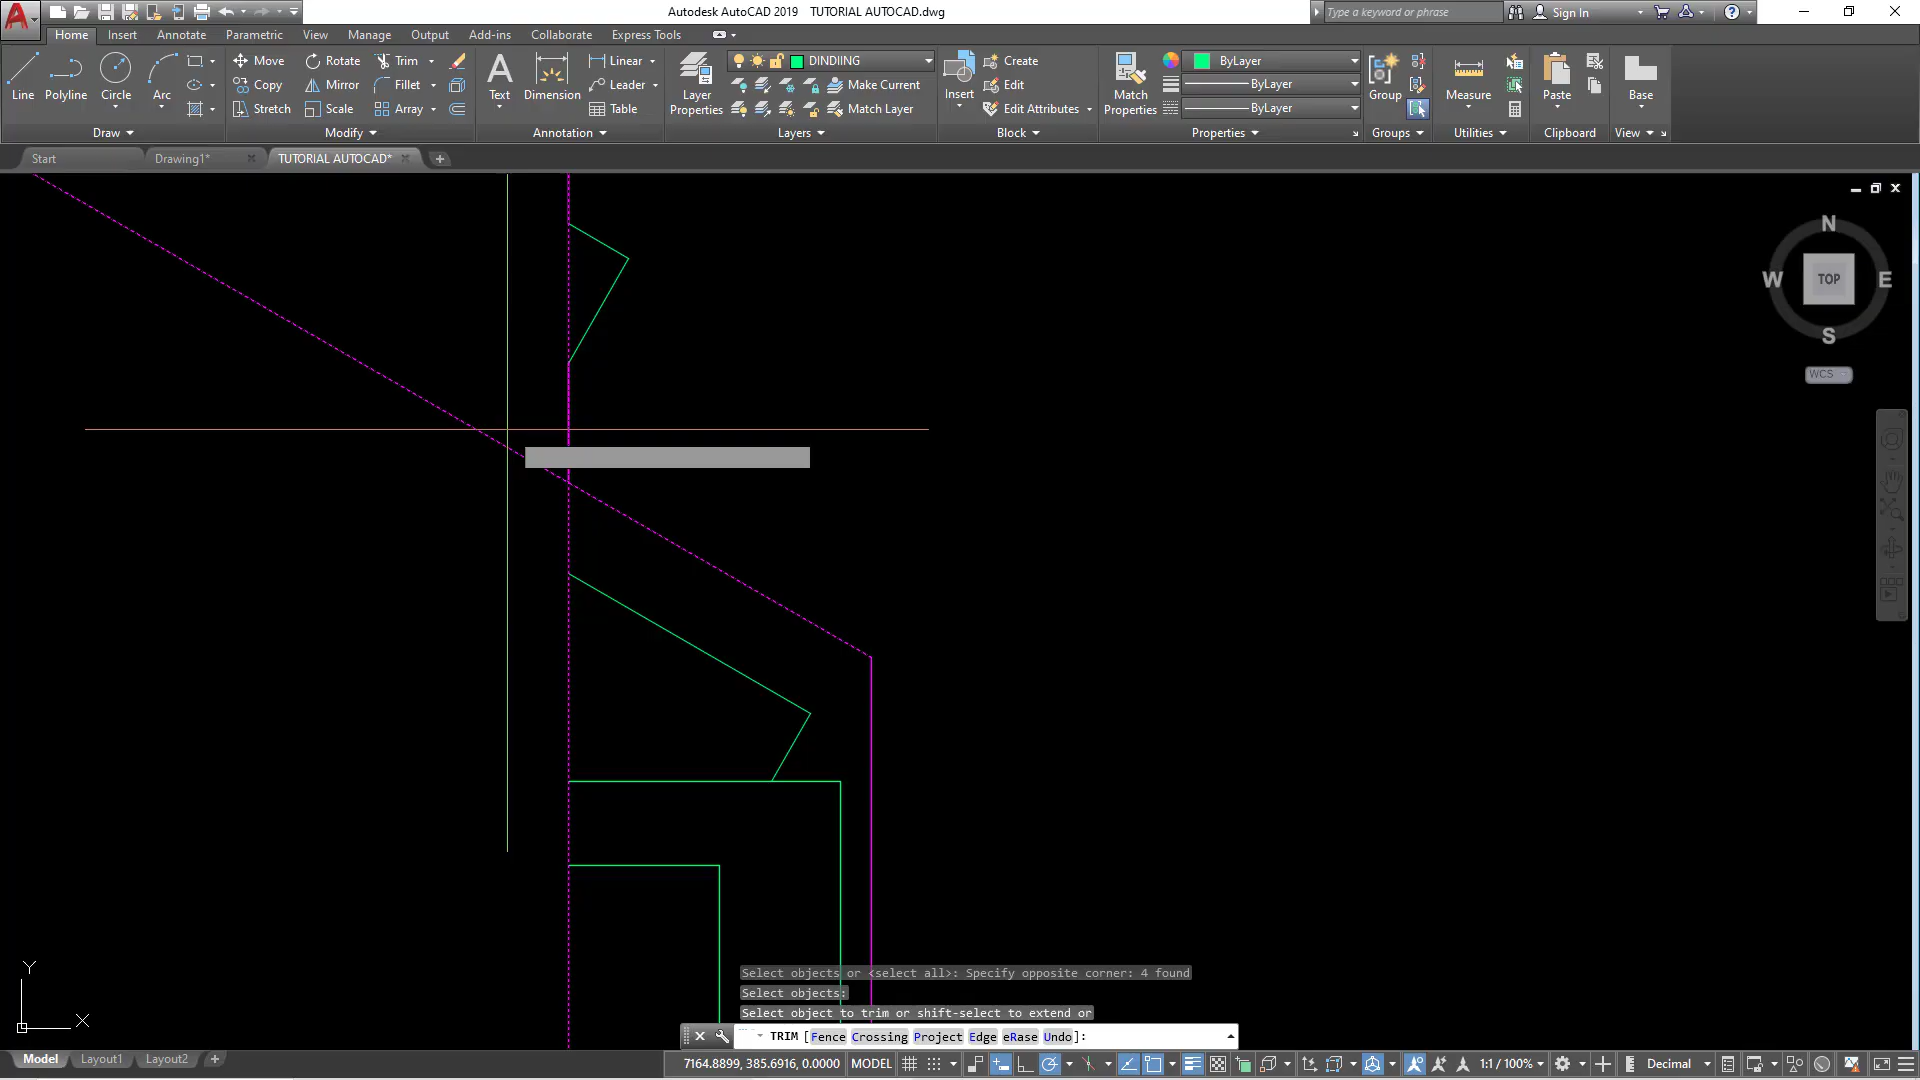 Autodesk AutoCAD 2019 TUTORIAL AUTOCAD.dwg
Type a keyword or phrase
Sign In
Home Insert Annotate Parametric View Manage Output Add-ins Collaborate Express Tools
Line Polyline Circle Arc
Move Rotate Trim
Copy Mirror Fillet
Stretch Scale Array
Text Dimension
Linear
Leader
Table
Layer Properties
DINDIING
Make Current
Match Layer
Insert
Create
Edit
Edit Attributes
Match Properties
ByLayer
ByLayer
ByLayer
Group
Measure
Paste
Base
Draw Modify Annotation Layers Block Properties Groups Utilities Clipboard View
Start Drawing1* TUTORIAL AUTOCAD*
N
W TOP E
S
WCS
Y
X
Select objects or <select all>: Specify opposite corner: 4 found
Select objects:
Select object to trim or shift-select to extend or
TRIM [Fence Crossing Project Edge eRase Undo]:
Model Layout1 Layout2
7164.8899, 385.6916, 0.0000 MODEL 1:1 / 100% Decimal